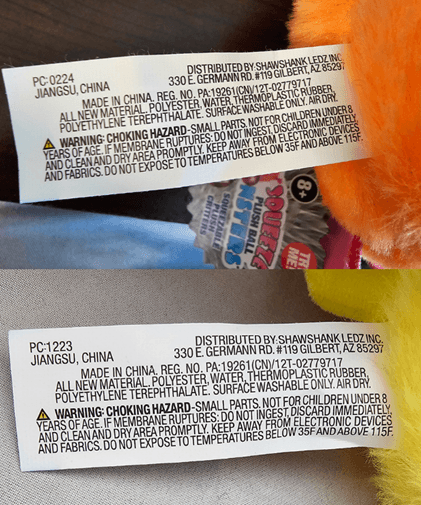 PC:0224
JIANGSU, CHINA
DISTRIBUTED BY: SHAWSHANK LEDZ INC.
330 E. GERMANN RD. #119 GILBERT, AZ 85297
MADE IN CHINA. REG. NO. PA:19261(CN)/12T-02779717
ALL NEW MATERIAL. POLYESTER, WATER, THERMOPLASTIC RUBBER,
POLYETHYLENE TEREPHTHALATE. SURFACE WASHABLE ONLY. AIR DRY.
WARNING: CHOKING HAZARD-SMALL PARTS. NOT FOR CHILDREN UNDER 8
YEARS OF AGE. IF MEMBRANE RUPTURES: DO NOT INGEST, DISCARD IMMEDIATELY,
AND CLEAN AND DRY AREA PROMPTLY. KEEP AWAY FROM ELECTRONIC DEVICES
AND FABRICS. DO NOT EXPOSE TO TEMPERATURES BELOW 35F AND ABOVE 115F.
8+
SQUEEZE
PUSH BALL
SQUEEZABLE
PLUSH
CRITTER!
PC:1223
JIANGSU, CHINA
DISTRIBUTED BY: SHAWSHANK LEDZ INC.
330 E. GERMANN RD. #119 GILBERT, AZ 85297
MADE IN CHINA. REG. NO. PA:19261(CN)/12T-02779717
ALL NEW MATERIAL. POLYESTER, WATER, THERMOPLASTIC RUBBER,
POLYETHYLENE TEREPHTHALATE. SURFACE WASHABLE ONLY. AIR DRY.
WARNING: CHOKING HAZARD-SMALL PARTS. NOT FOR CHILDREN UNDER 8
YEARS OF AGE. IF MEMBRANE RUPTURES: DO NOT INGEST, DISCARD IMMEDIATELY,
AND CLEAN AND DRY AREA PROMPTLY. KEEP AWAY FROM ELECTRONIC DEVICES
AND FABRICS. DO NOT EXPOSE TO TEMPERATURES BELOW 35F AND ABOVE 115F.